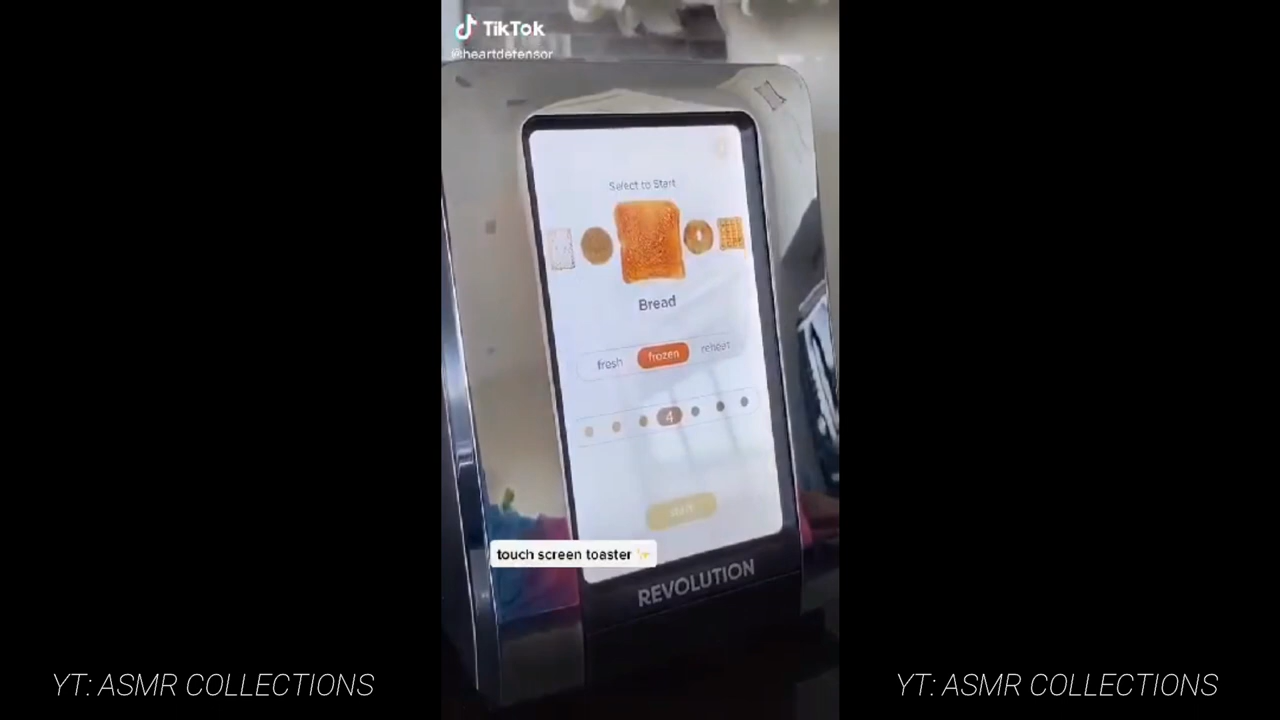 TikTok
@heartdefensor
Select to Start
Bread
fresh frozen reheat
4
touch screen toaster
REVOLUTION
YT: ASMR COLLECTIONS
YT: ASMR COLLECTIONS